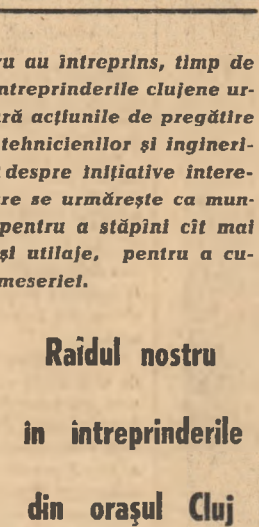 ru au întreprins, timp de
ntreprinderile clujene ur-
ră acțiunile de pregătire
tehnicienilor și ingineri-
despre inițiative intere-
re se urmărește ca mun-
pentru a stăpîni cît mai
și utilaje, pentru a cu-
meseriei.
Raidul nostru
în întreprinderile
din orașul Cluj